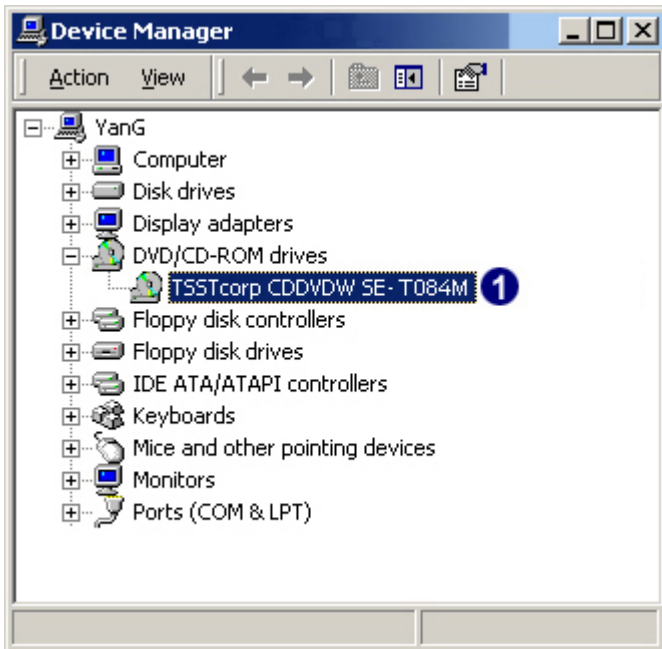 Device Manager
Action View
YanG
Computer
Disk drives
Display adapters
DVD/CD-ROM drives
TSSTcorp CDDVDW SE- T084M 1
Floppy disk controllers
Floppy disk drives
IDE ATA/ATAPI controllers
Keyboards
Mice and other pointing devices
Monitors
Ports (COM & LPT)